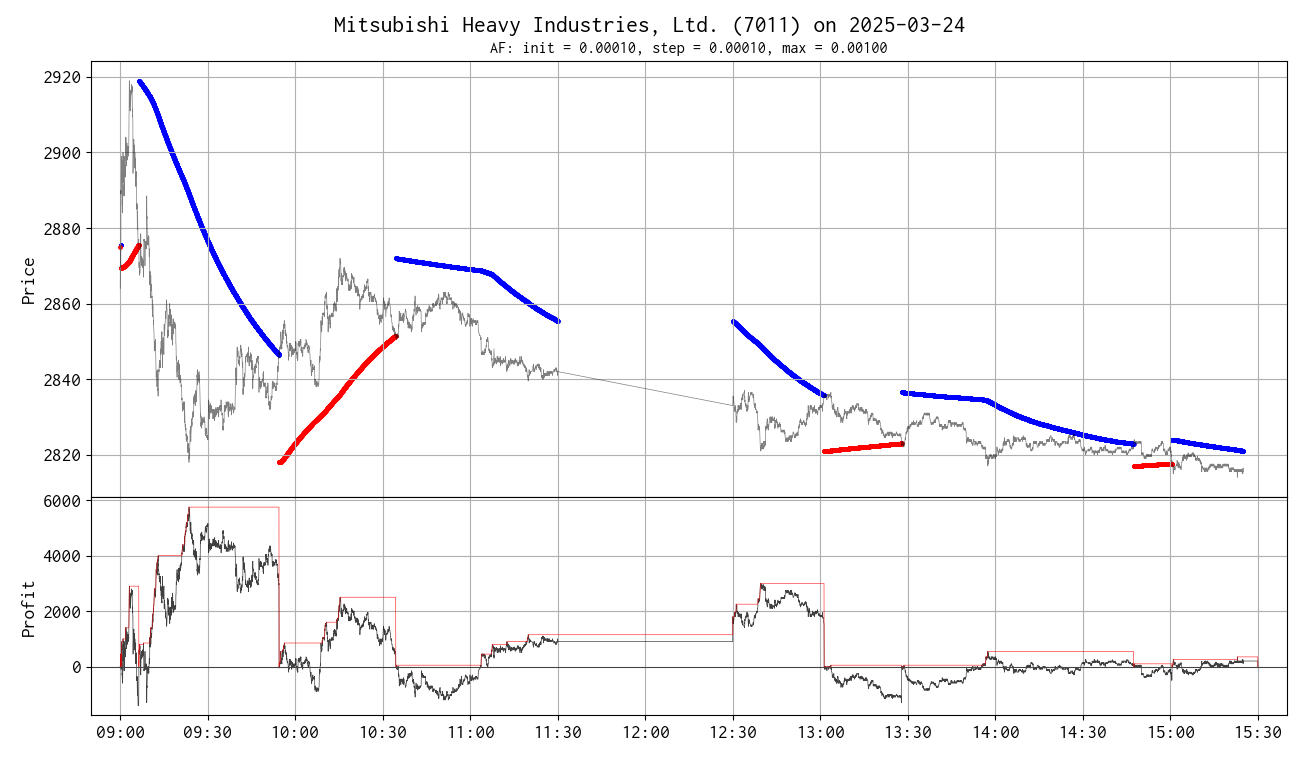 Mitsubishi Heavy Industries, Ltd. (7011) on 2025-03-24
AF: init = 0.00010, step = 0.00010, max = 0.00100
Price
2920
2900
2880
2860
2840
2820
Profit
6000
4000
2000
0
09:00 09:30 10:00 10:30 11:00 11:30 12:00 12:30 13:00 13:30 14:00 14:30 15:00 15:30